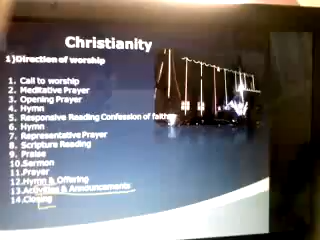 Christianity
1)Direction of worship
1. Call to worship
2. Meditative Prayer
3. Opening Prayer
4. Hymn
5. Responsive Reading Confession of faith
6. Hymn
7. Representative Prayer
8. Scripture Reading
9. Praise
10.Sermon
11.Prayer
12.Hymn & Offering
13.Activities & Announcements
14.Closing